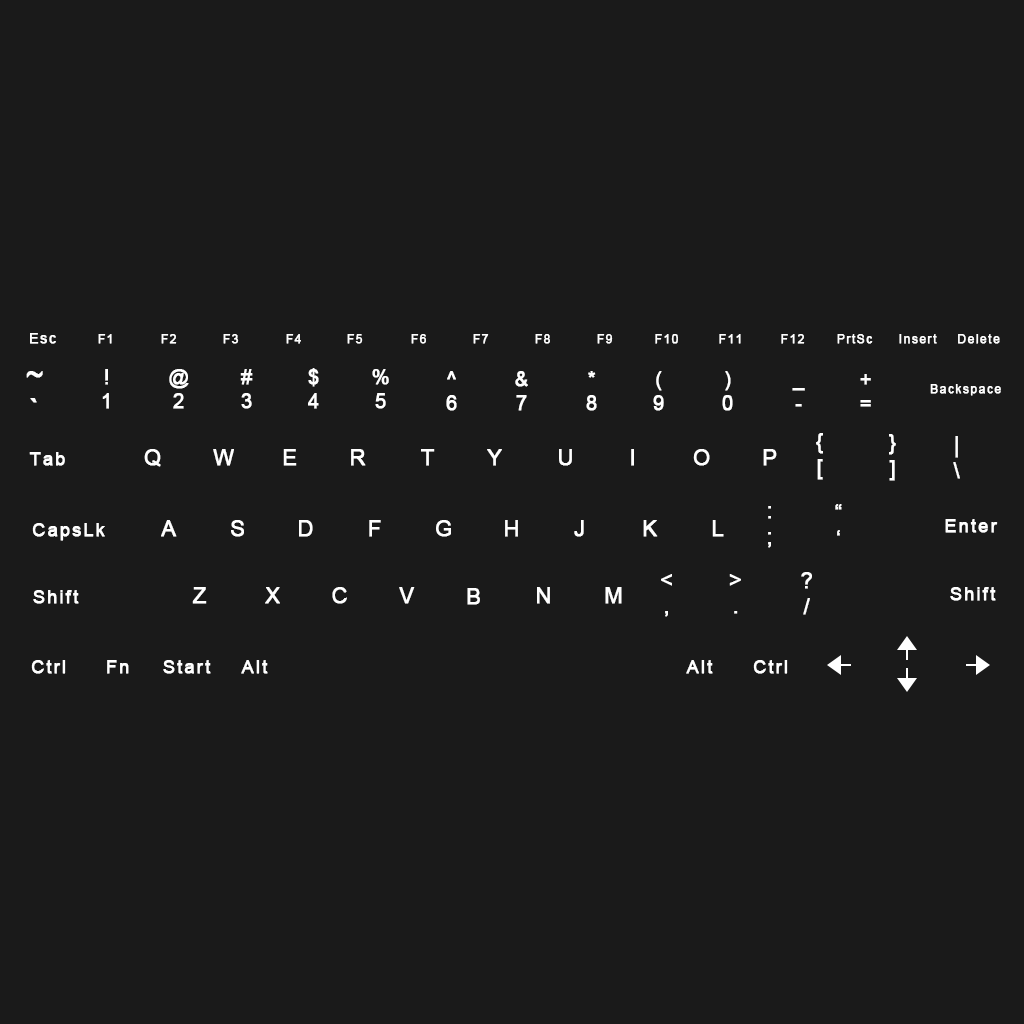 Esc F1 F2 F3 F4 F5 F6 F7 F8 F9 F10 F11 F12 PrtSc Insert Delete
~ ! @ # $ % ^ & * ( ) _ +
` 1 2 3 4 5 6 7 8 9 0 - = Backspace
{ } |
Tab Q W E R T Y U I O P [ ] \
: “
CapsLk A S D F G H J K L ; ‘ Enter
< > ?
Shift Z X C V B N M , . / Shift
Ctrl Fn Start Alt Alt Ctrl